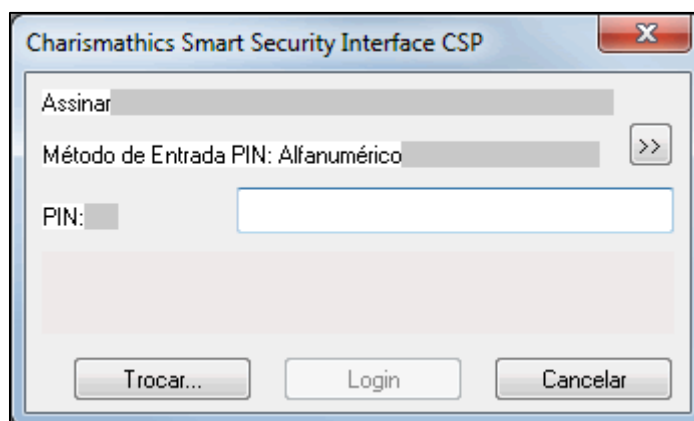 Charismathics Smart Security Interface CSP
Assinar
Método de Entrada PIN: Alfanumérico
>>
PIN:
Trocar...
Login
Cancelar